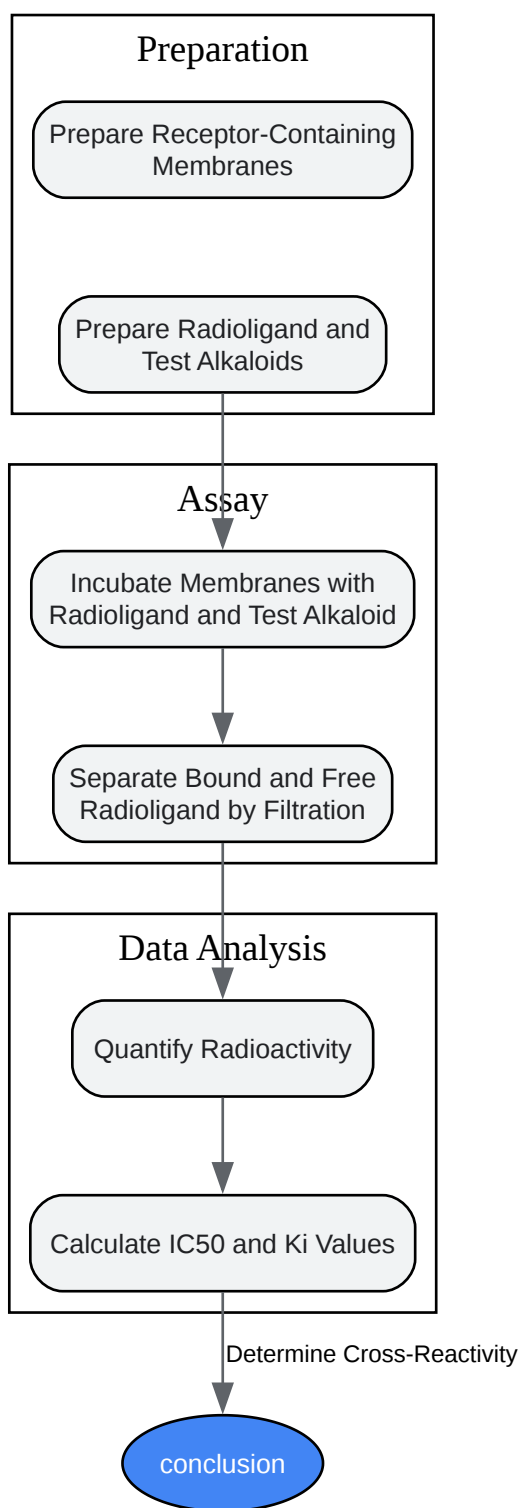 Preparation
Prepare Receptor-Containing
Membranes
Prepare Radioligand and
Test Alkaloids
Assay
Incubate Membranes with
Radioligand and Test Alkaloid
Separate Bound and Free
Radioligand by Filtration
Data Analysis
Quantify Radioactivity
Calculate IC50 and Ki Values
Determine Cross-Reactivity
conclusion